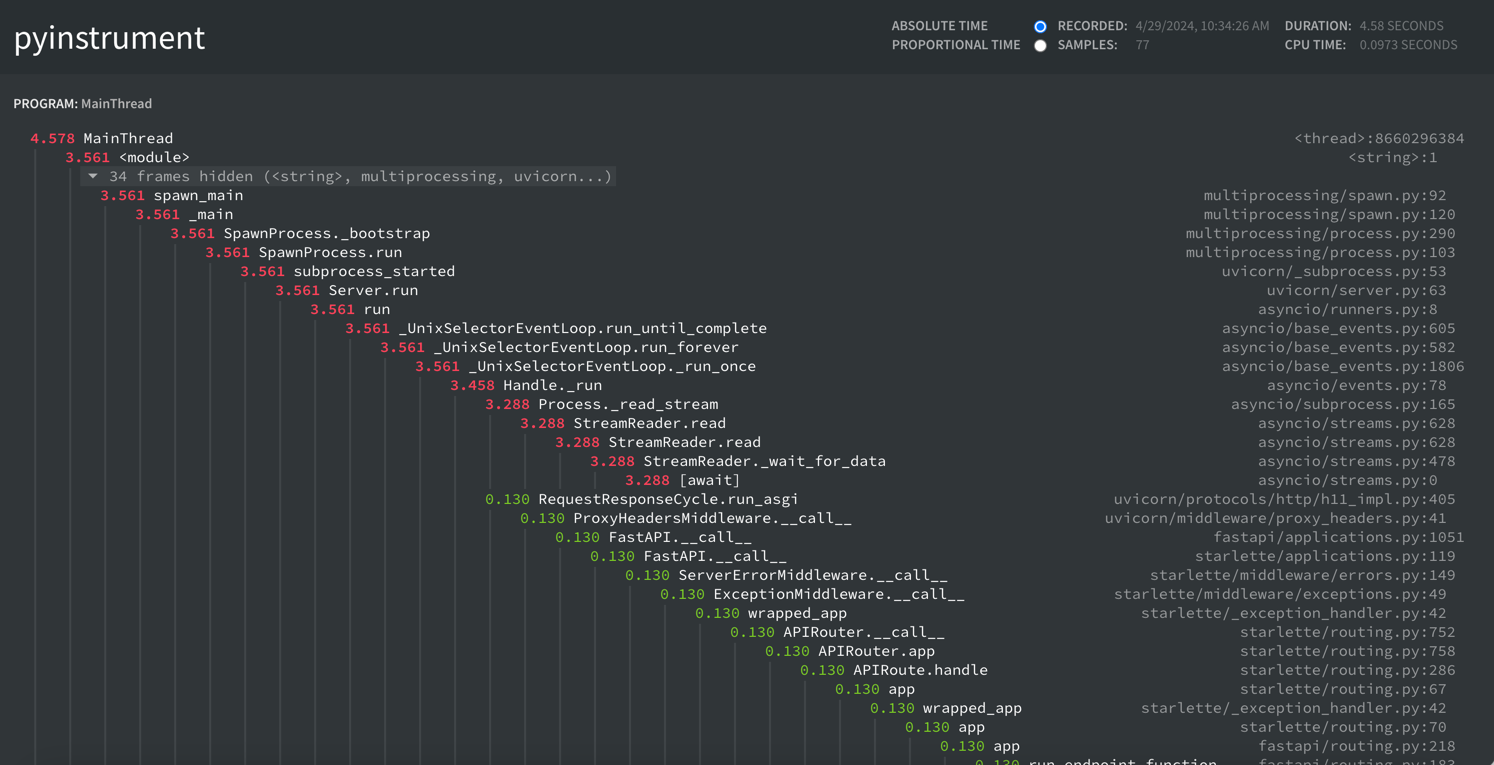 pyinstrument
ABSOLUTE TIME RECORDED: 4/29/2024, 10:34:26 AM DURATION: 4.58 SECONDS
PROPORTIONAL TIME SAMPLES: 77 CPU TIME: 0.0973 SECONDS
PROGRAM: MainThread
4.578 MainThread <thread>:8660296384
3.561 <module> <string>:1
34 frames hidden (<string>, multiprocessing, uvicorn...)
3.561 spawn_main multiprocessing/spawn.py:92
3.561 _main multiprocessing/spawn.py:120
3.561 SpawnProcess._bootstrap multiprocessing/process.py:290
3.561 SpawnProcess.run multiprocessing/process.py:103
3.561 subprocess_started uvicorn/_subprocess.py:53
3.561 Server.run uvicorn/server.py:63
3.561 run asyncio/runners.py:8
3.561 _UnixSelectorEventLoop.run_until_complete asyncio/base_events.py:605
3.561 _UnixSelectorEventLoop.run_forever asyncio/base_events.py:582
3.561 _UnixSelectorEventLoop._run_once asyncio/base_events.py:1806
3.458 Handle._run asyncio/events.py:78
3.288 Process._read_stream asyncio/subprocess.py:165
3.288 StreamReader.read asyncio/streams.py:628
3.288 StreamReader.read asyncio/streams.py:628
3.288 StreamReader._wait_for_data asyncio/streams.py:478
3.288 [await] asyncio/streams.py:0
0.130 RequestResponseCycle.run_asgi uvicorn/protocols/http/h11_impl.py:405
0.130 ProxyHeadersMiddleware.__call__ uvicorn/middleware/proxy_headers.py:41
0.130 FastAPI.__call__ fastapi/applications.py:1051
0.130 FastAPI.__call__ starlette/applications.py:119
0.130 ServerErrorMiddleware.__call__ starlette/middleware/errors.py:149
0.130 ExceptionMiddleware.__call__ starlette/middleware/exceptions.py:49
0.130 wrapped_app starlette/_exception_handler.py:42
0.130 APIRouter.__call__ starlette/routing.py:752
0.130 APIRouter.app starlette/routing.py:758
0.130 APIRoute.handle starlette/routing.py:286
0.130 app starlette/routing.py:67
0.130 wrapped_app starlette/_exception_handler.py:42
0.130 app starlette/routing.py:70
0.130 app fastapi/routing.py:218
0.130 run_endpoint_function fastapi/routing.py:183